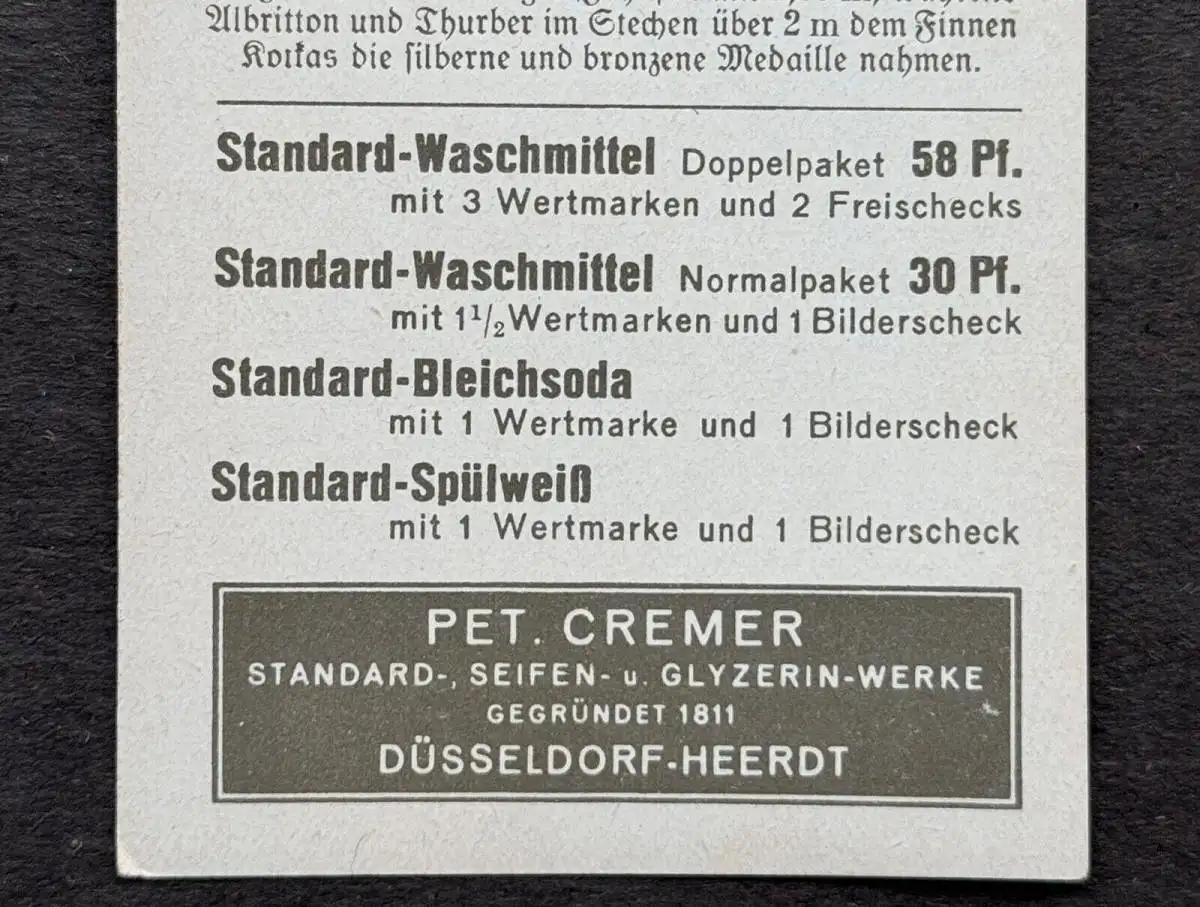 Albritton und Thurber im Stechen über 2 m dem Finnen
Kotkas die silberne und bronzene Medaille nahmen.
Standard-Waschmittel Doppelpaket 58 Pf.
mit 3 Wertmarken und 2 Freischecks
Standard-Waschmittel Normalpaket 30 Pf.
mit 1 1/2 Wertmarken und 1 Bilderscheck
Standard-Bleichsoda
mit 1 Wertmarke und 1 Bilderscheck
Standard-Spülweiß
mit 1 Wertmarke und 1 Bilderscheck
PET. CREMER
STANDARD-, SEIFEN- u. GLYZERIN-WERKE
GEGRÜNDET 1811
DÜSSELDORF-HEERDT